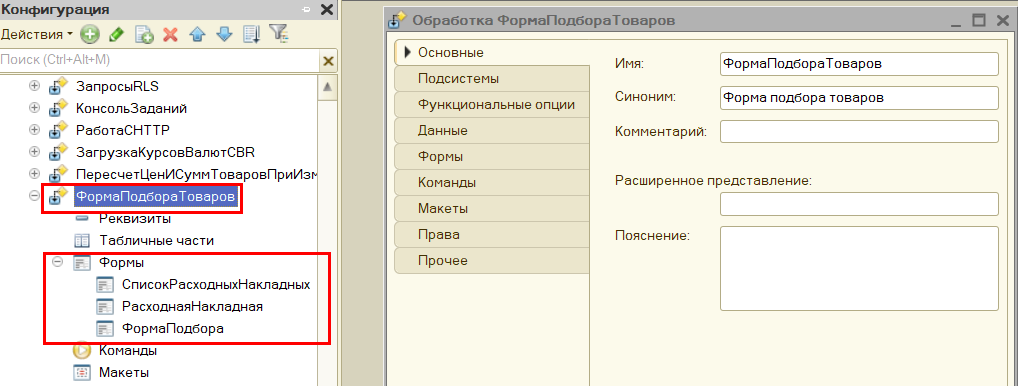 Конфигурация
Действия
Поиск (Ctrl+Alt+M)
ЗапросыRLS
КонсольЗаданий
РаботаСHTTP
ЗагрузкаКурсовВалютCBR
ПересчетЦенИСуммТоваровПриИзм
ФормаПодбораТоваров
Реквизиты
Табличные части
Формы
СписокРасходныхНакладных
РасходнаяНакладная
ФормаПодбора
Команды
Макеты
Обработка ФормаПодбораТоваров
Основные
Подсистемы
Функциональные опции
Данные
Формы
Команды
Макеты
Права
Прочее
Имя: ФормаПодбораТоваров
Синоним: Форма подбора товаров
Комментарий:
Расширенное представление:
Пояснение: